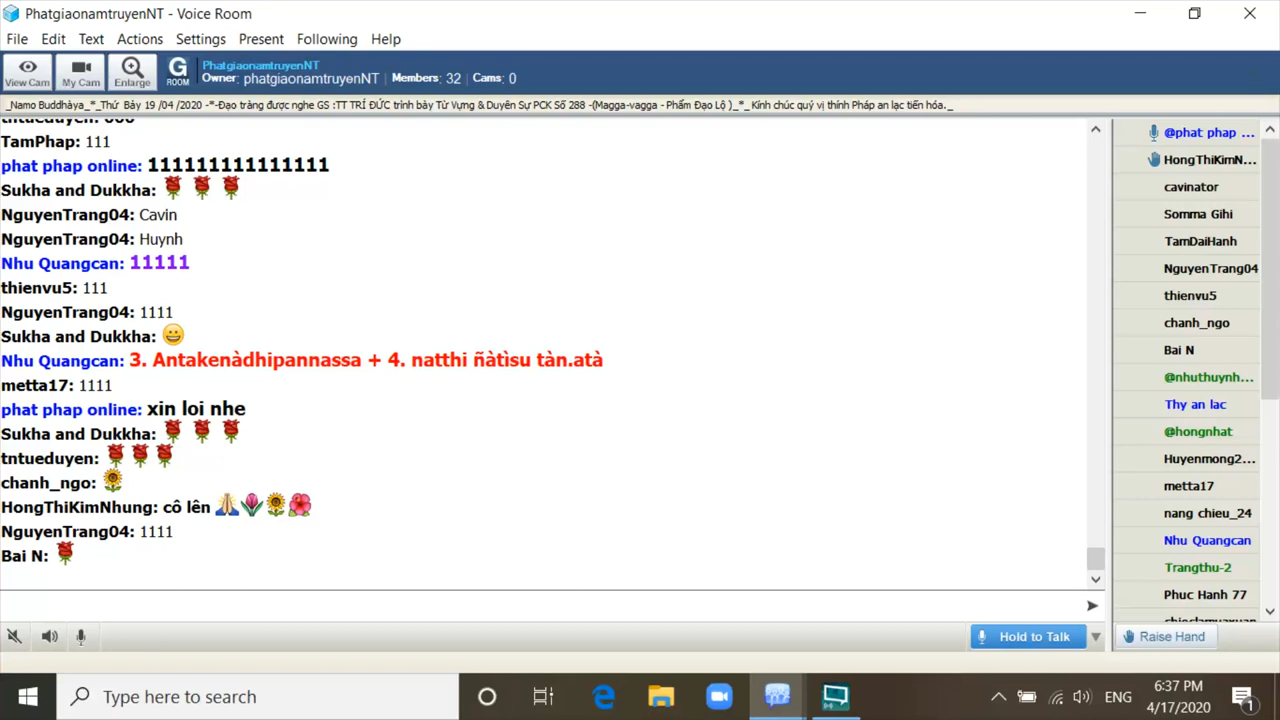 PhatgiaonamtruyenNT - Voice Room
File Edit Text Actions Settings Present Following Help
View Cam My Cam Enlarge G ROOM
PhatgiaonamtruyenNT
Owner: phatgiaonamtruyenNT Members: 32 Cams: 0
_Namo Buddhàya_*_Thứ Bảy 19 /04 /2020 -*-Đạo tràng được nghe GS :TT TRÍ ĐỨC trình bày Từ Vựng & Duyên Sự PCK Số 288 -(Magga-vagga - Phẩm Đạo Lộ )_*_ Kính chúc quý vị thính Pháp an lạc tiến hóa._
tntueduyen: 000
TamPhap: 111
phat phap online: 111111111111111
Sukha and Dukkha:
NguyenTrang04: Cavin
NguyenTrang04: Huynh
Nhu Quangcan: 11111
thienvu5: 111
NguyenTrang04: 1111
Sukha and Dukkha:
Nhu Quangcan: 3. Antakenàdhipannassa + 4. natthi ñàtìsu tàn.atà
metta17: 1111
phat phap online: xin loi nhe
Sukha and Dukkha:
tntueduyen:
chanh_ngo:
HongThiKimNhung: cô lên
NguyenTrang04: 1111
Bai N:
@phat phap ...
HongThiKimN...
cavinator
Somma Gihi
TamDaiHanh
NguyenTrang04
thienvu5
chanh_ngo
Bai N
@nhuthuynh...
Thy an lac
@hongnhat
Huyenmong2...
metta17
nang chieu_24
Nhu Quangcan
Trangthu-2
Phuc Hanh 77
Hold to Talk
Raise Hand
Type here to search
ENG
6:37 PM
4/17/2020
1